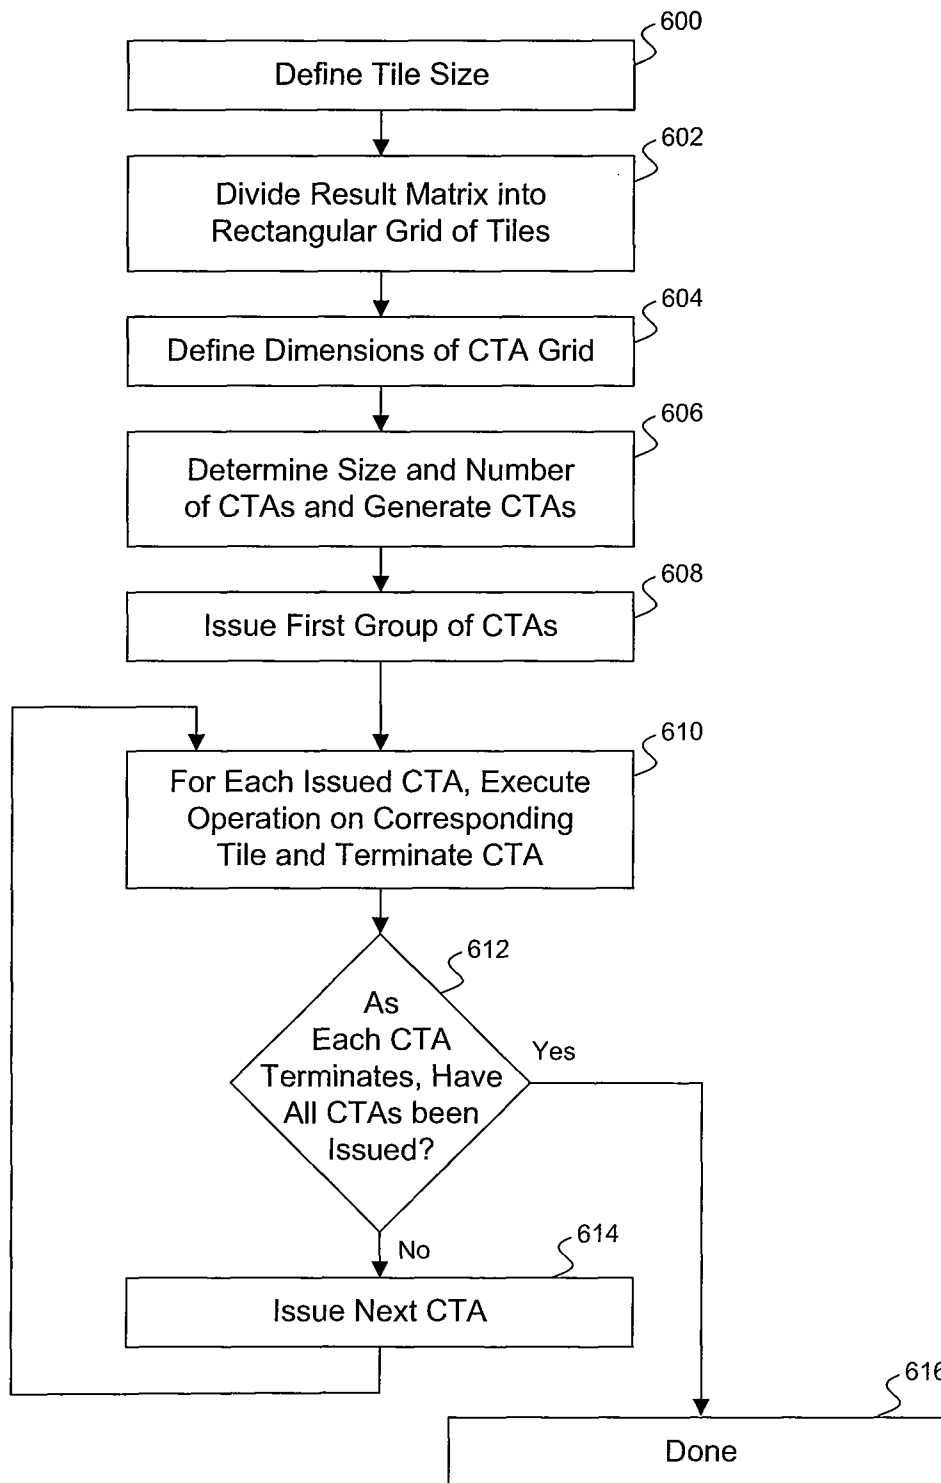 600
Define Tile Size
602
Divide Result Matrix into
Rectangular Grid of Tiles
604
Define Dimensions of CTA Grid
606
Determine Size and Number
of CTAs and Generate CTAs
608
Issue First Group of CTAs
610
For Each Issued CTA, Execute
Operation on Corresponding
Tile and Terminate CTA
612
As
Each CTA
Terminates, Have
All CTAs been
Issued?
Yes
No
614
Issue Next CTA
616
Done